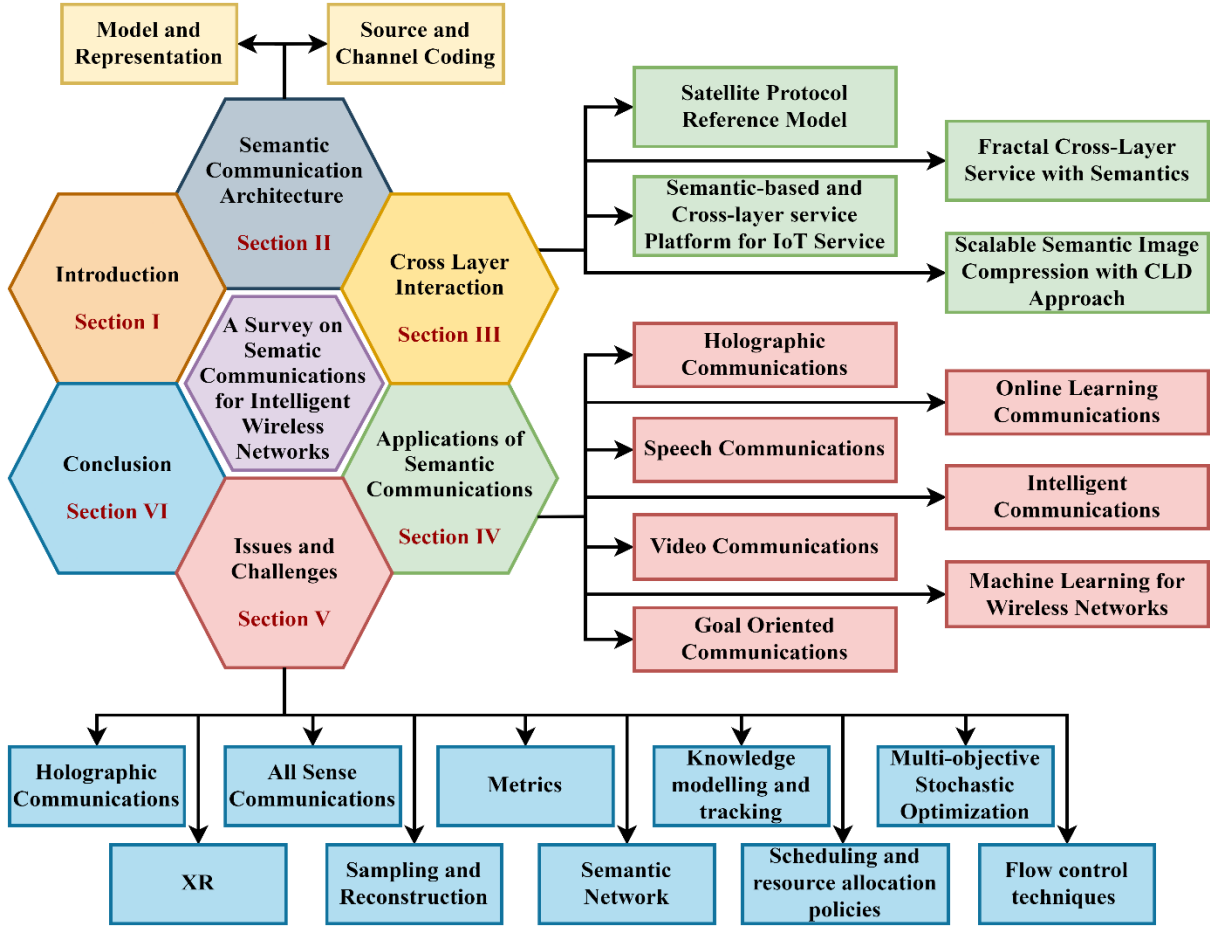 Model and
Representation
Source and
Channel Coding
Semantic
Communication
Architecture
Section II
Introduction
Section I
Cross Layer
Interaction
Section III
A Survey on
Sematic
Communications
for Intelligent
Wireless
Networks
Conclusion
Section VI
Applications of
Semantic
Communications
Section IV
Issues and
Challenges
Section V
Satellite Protocol
Reference Model
Fractal Cross-Layer
Service with Semantics
Semantic-based and
Cross-layer service
Platform for IoT Service
Scalable Semantic Image
Compression with CLD
Approach
Holographic
Communications
Online Learning
Communications
Speech Communications
Intelligent
Communications
Video Communications
Machine Learning for
Wireless Networks
Goal Oriented
Communications
Holographic
Communications
All Sense
Communications
Metrics
Knowledge
modelling and
tracking
Multi-objective
Stochastic
Optimization
XR
Sampling and
Reconstruction
Semantic
Network
Scheduling and
resource allocation
policies
Flow control
techniques